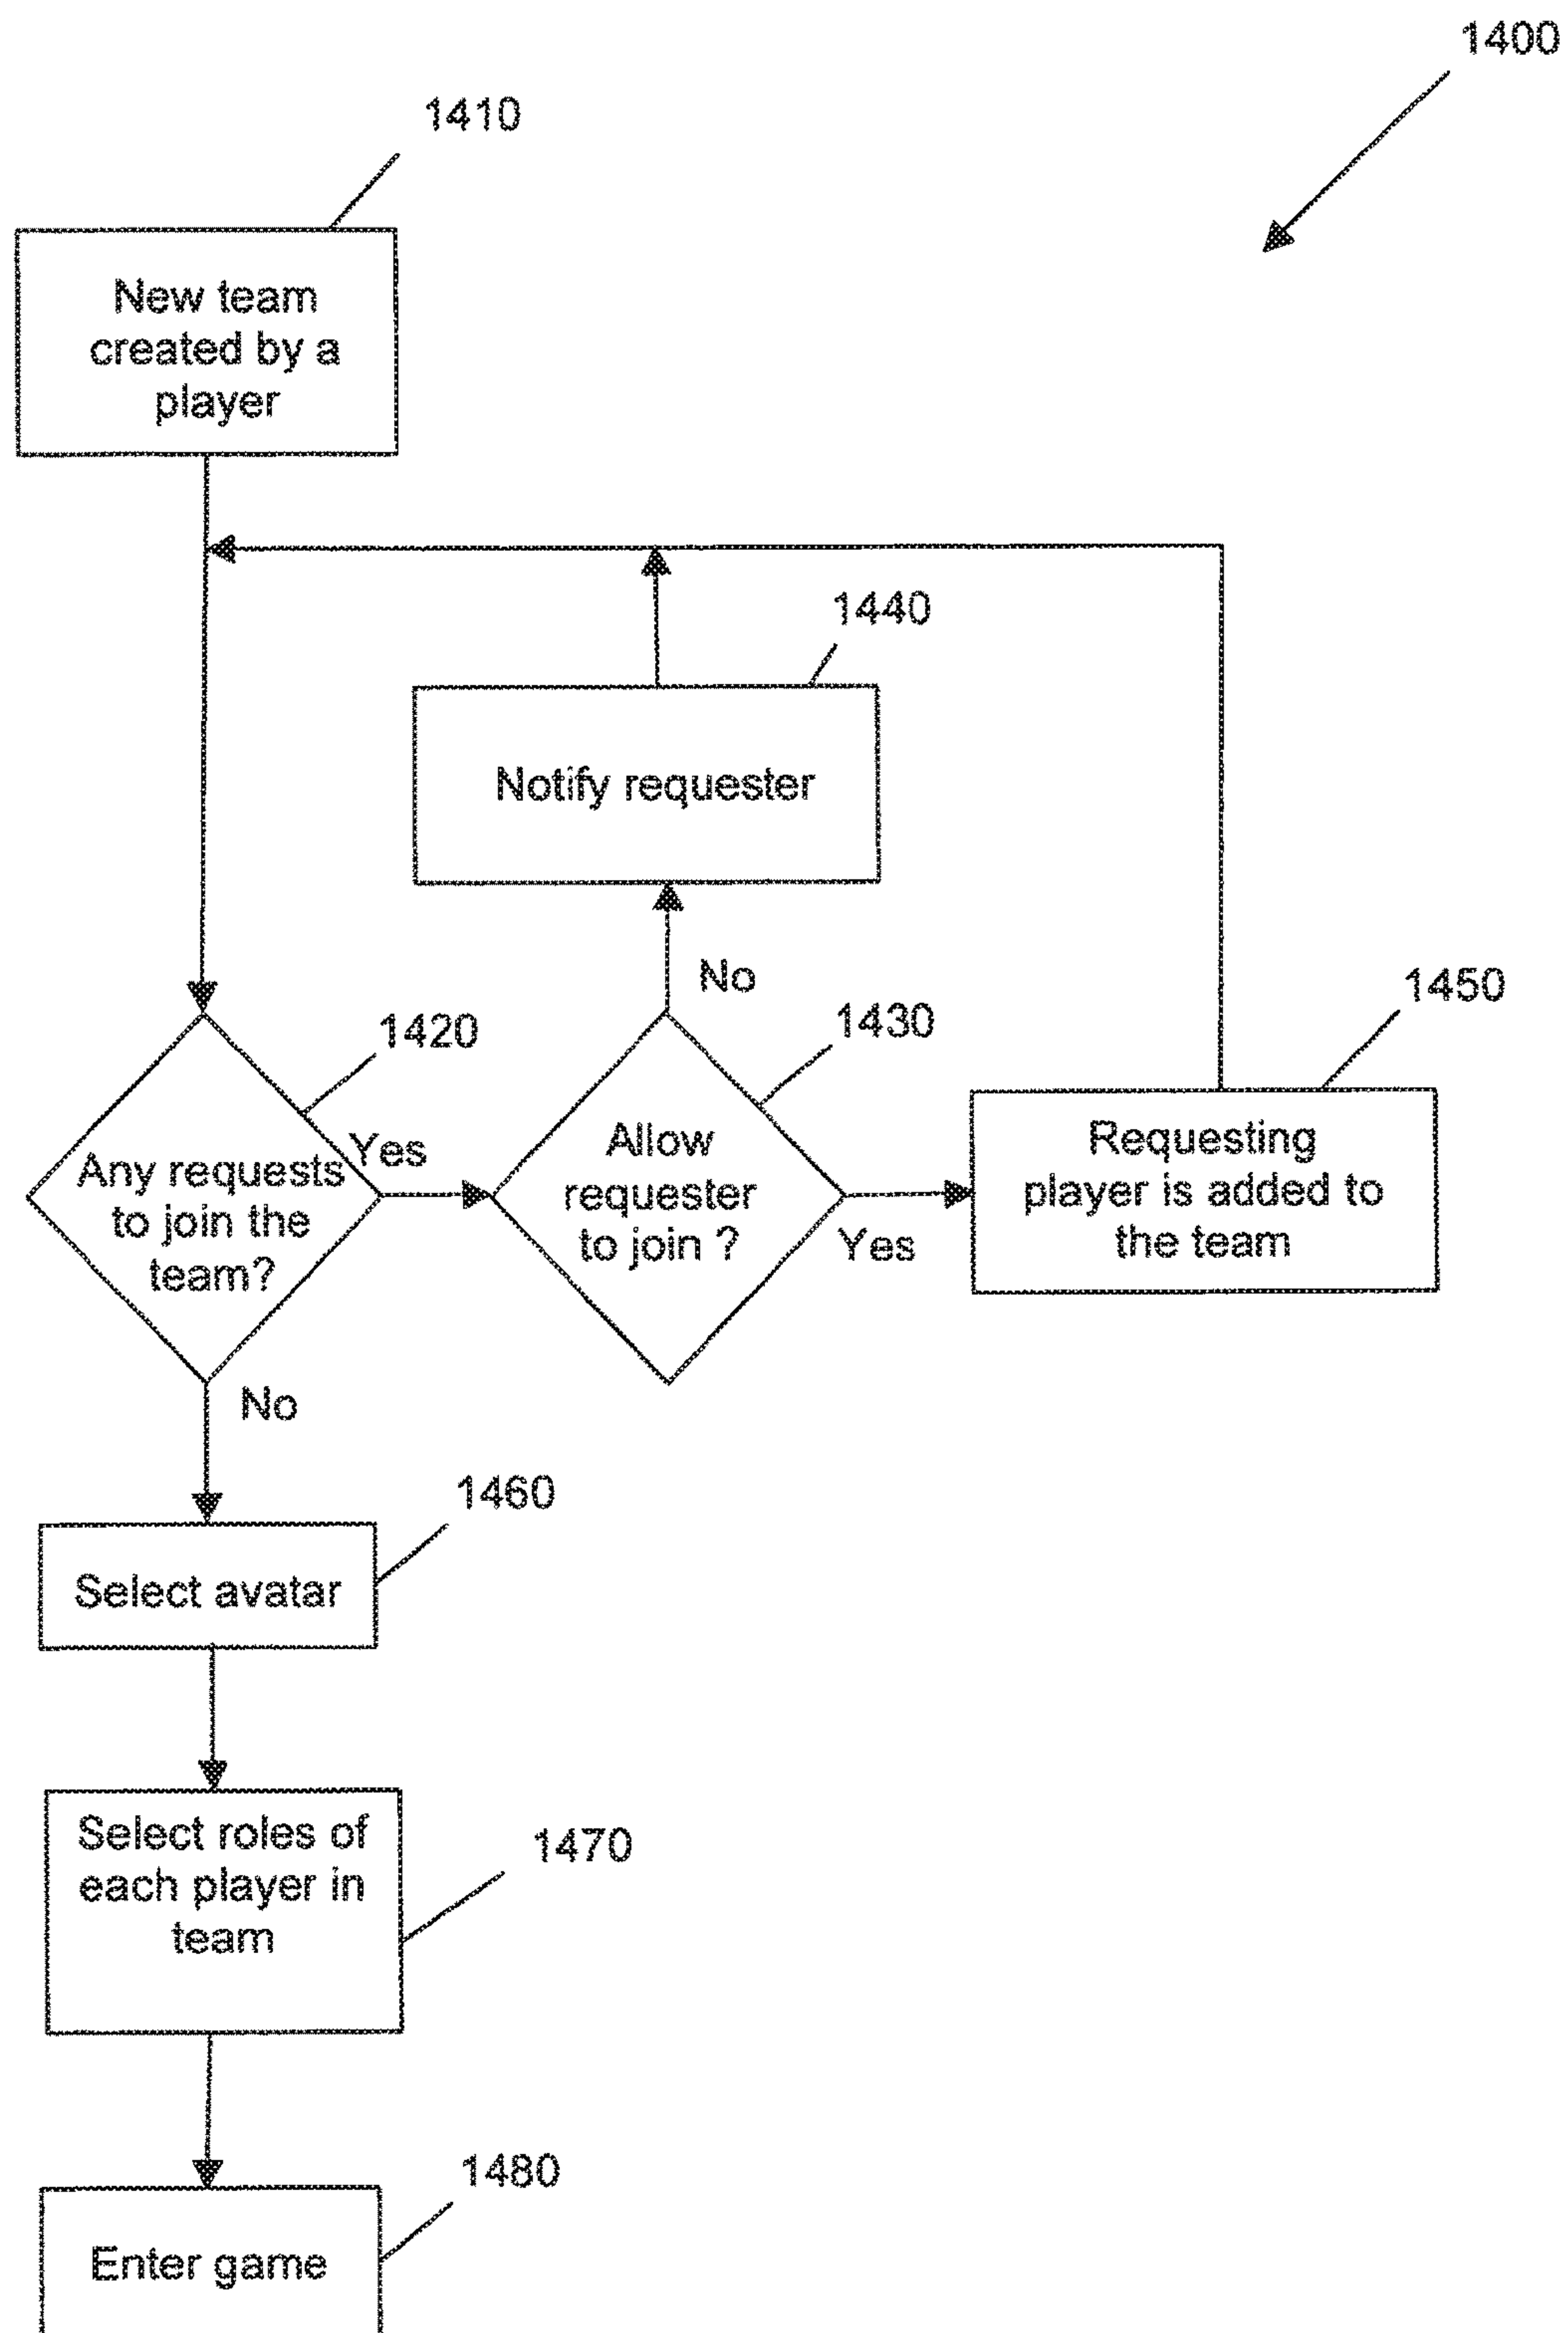 1400
1410
New team
created by a
player
1440
Notify requester
No
1420
1430
1450
Any requests
to join the
team?
Yes
Allow
requester
to join ?
Yes
Requesting
player is added to
the team
No
1460
Select avatar
1470
Select roles of
each player in
team
1480
Enter game